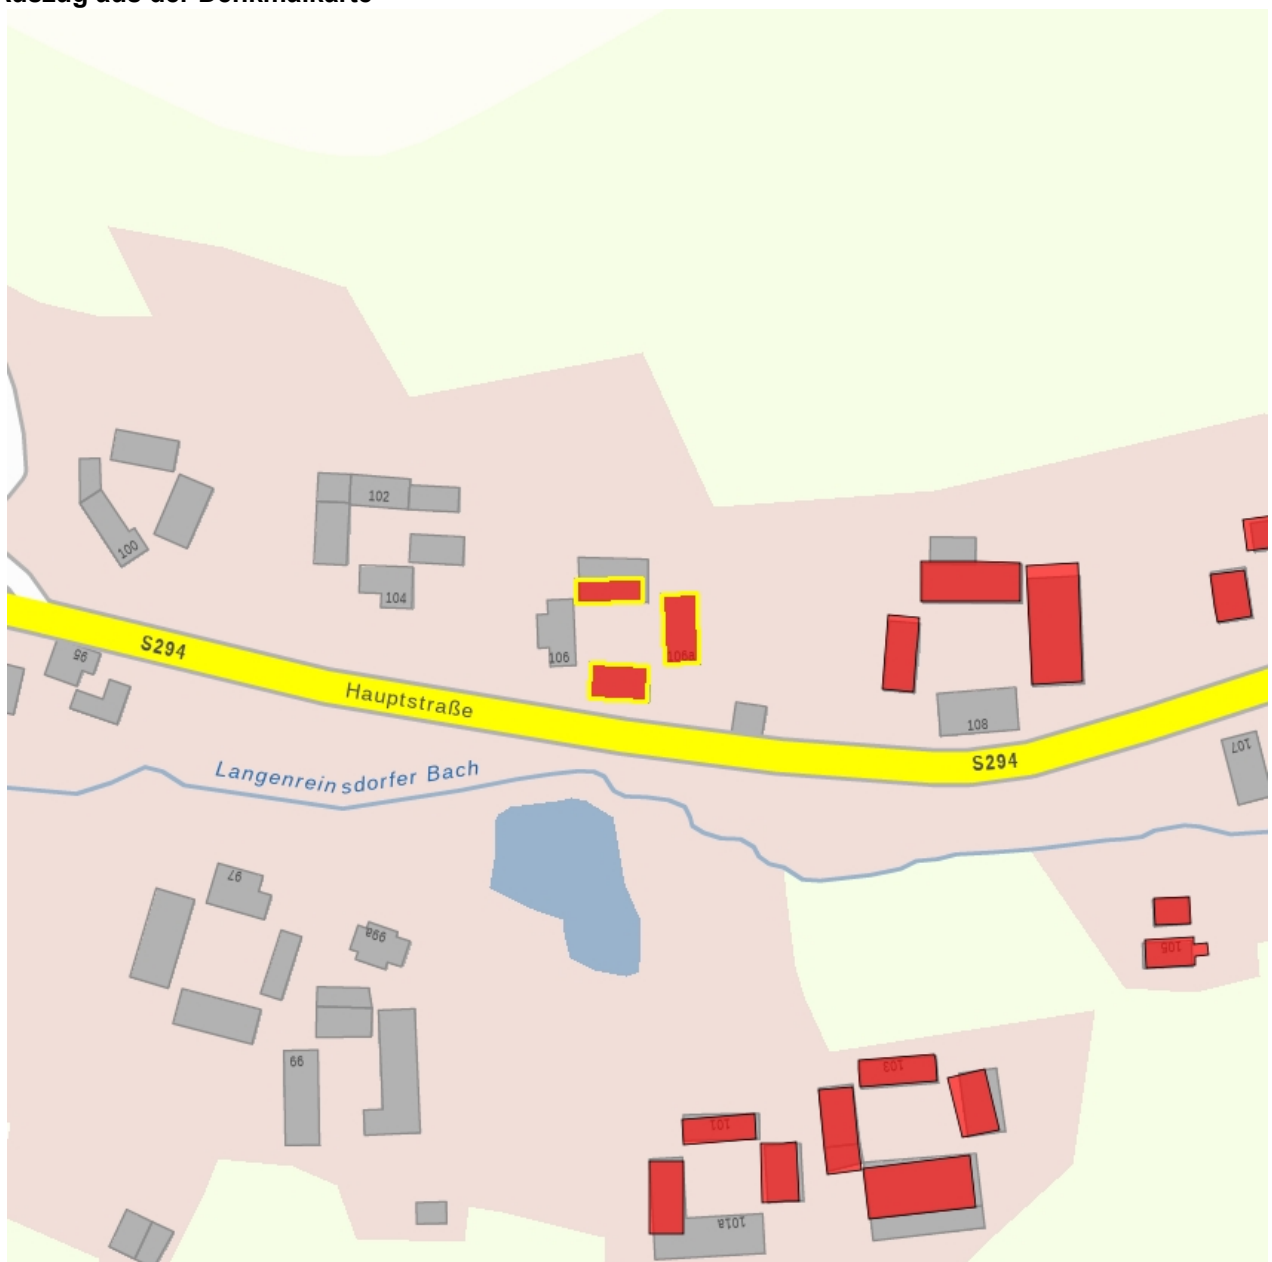 Auszug aus der Denkmalkarte
102
100
104
106
106a
95
S294
Hauptstraße
108
S294
107
Langenreinsdorfer Bach
97
99a
105
99
103
101
101a